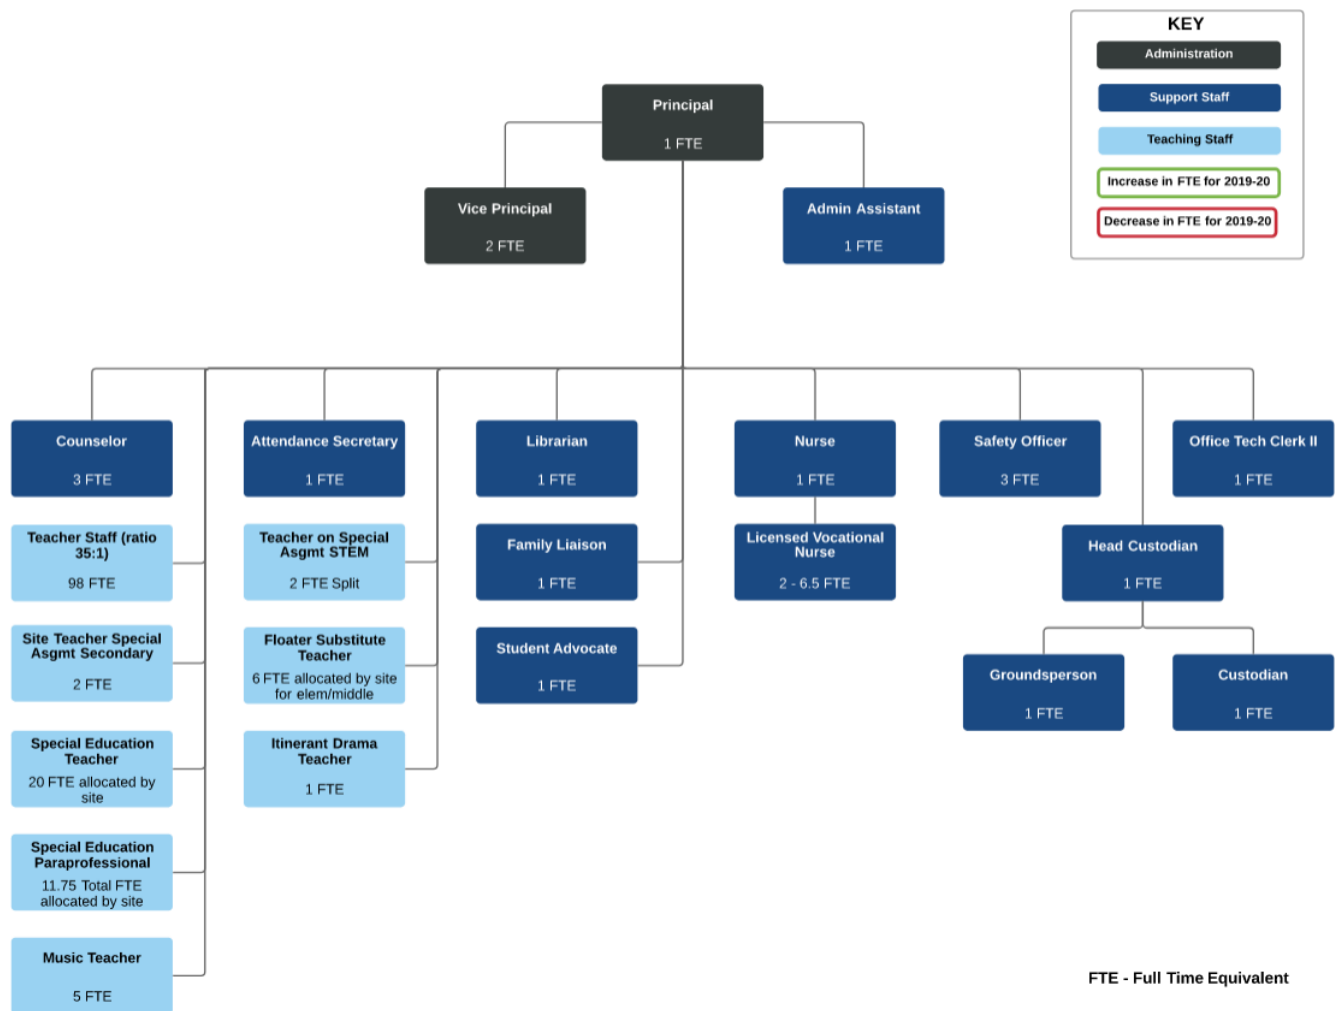 KEY
Administration
Support Staff
Teaching Staff
Increase in FTE for 2019-20
Decrease in FTE for 2019-20
Principal
1 FTE
Vice Principal
2 FTE
Admin Assistant
1 FTE
Counselor
3 FTE
Attendance Secretary
1 FTE
Librarian
1 FTE
Nurse
1 FTE
Safety Officer
3 FTE
Office Tech Clerk II
1 FTE
Teacher Staff (ratio
35:1)
98 FTE
Teacher on Special
Asgmt STEM
2 FTE Split
Family Liaison
1 FTE
Licensed Vocational
Nurse
2 - 6.5 FTE
Head Custodian
1 FTE
Site Teacher Special
Asgmt Secondary
2 FTE
Floater Substitute
Teacher
6 FTE allocated by site
for elem/middle
Student Advocate
1 FTE
Groundsperson
1 FTE
Custodian
1 FTE
Special Education
Teacher
20 FTE allocated by
site
Itinerant Drama
Teacher
1 FTE
Special Education
Paraprofessional
11.75 Total FTE
allocated by site
Music Teacher
5 FTE
FTE - Full Time Equivalent